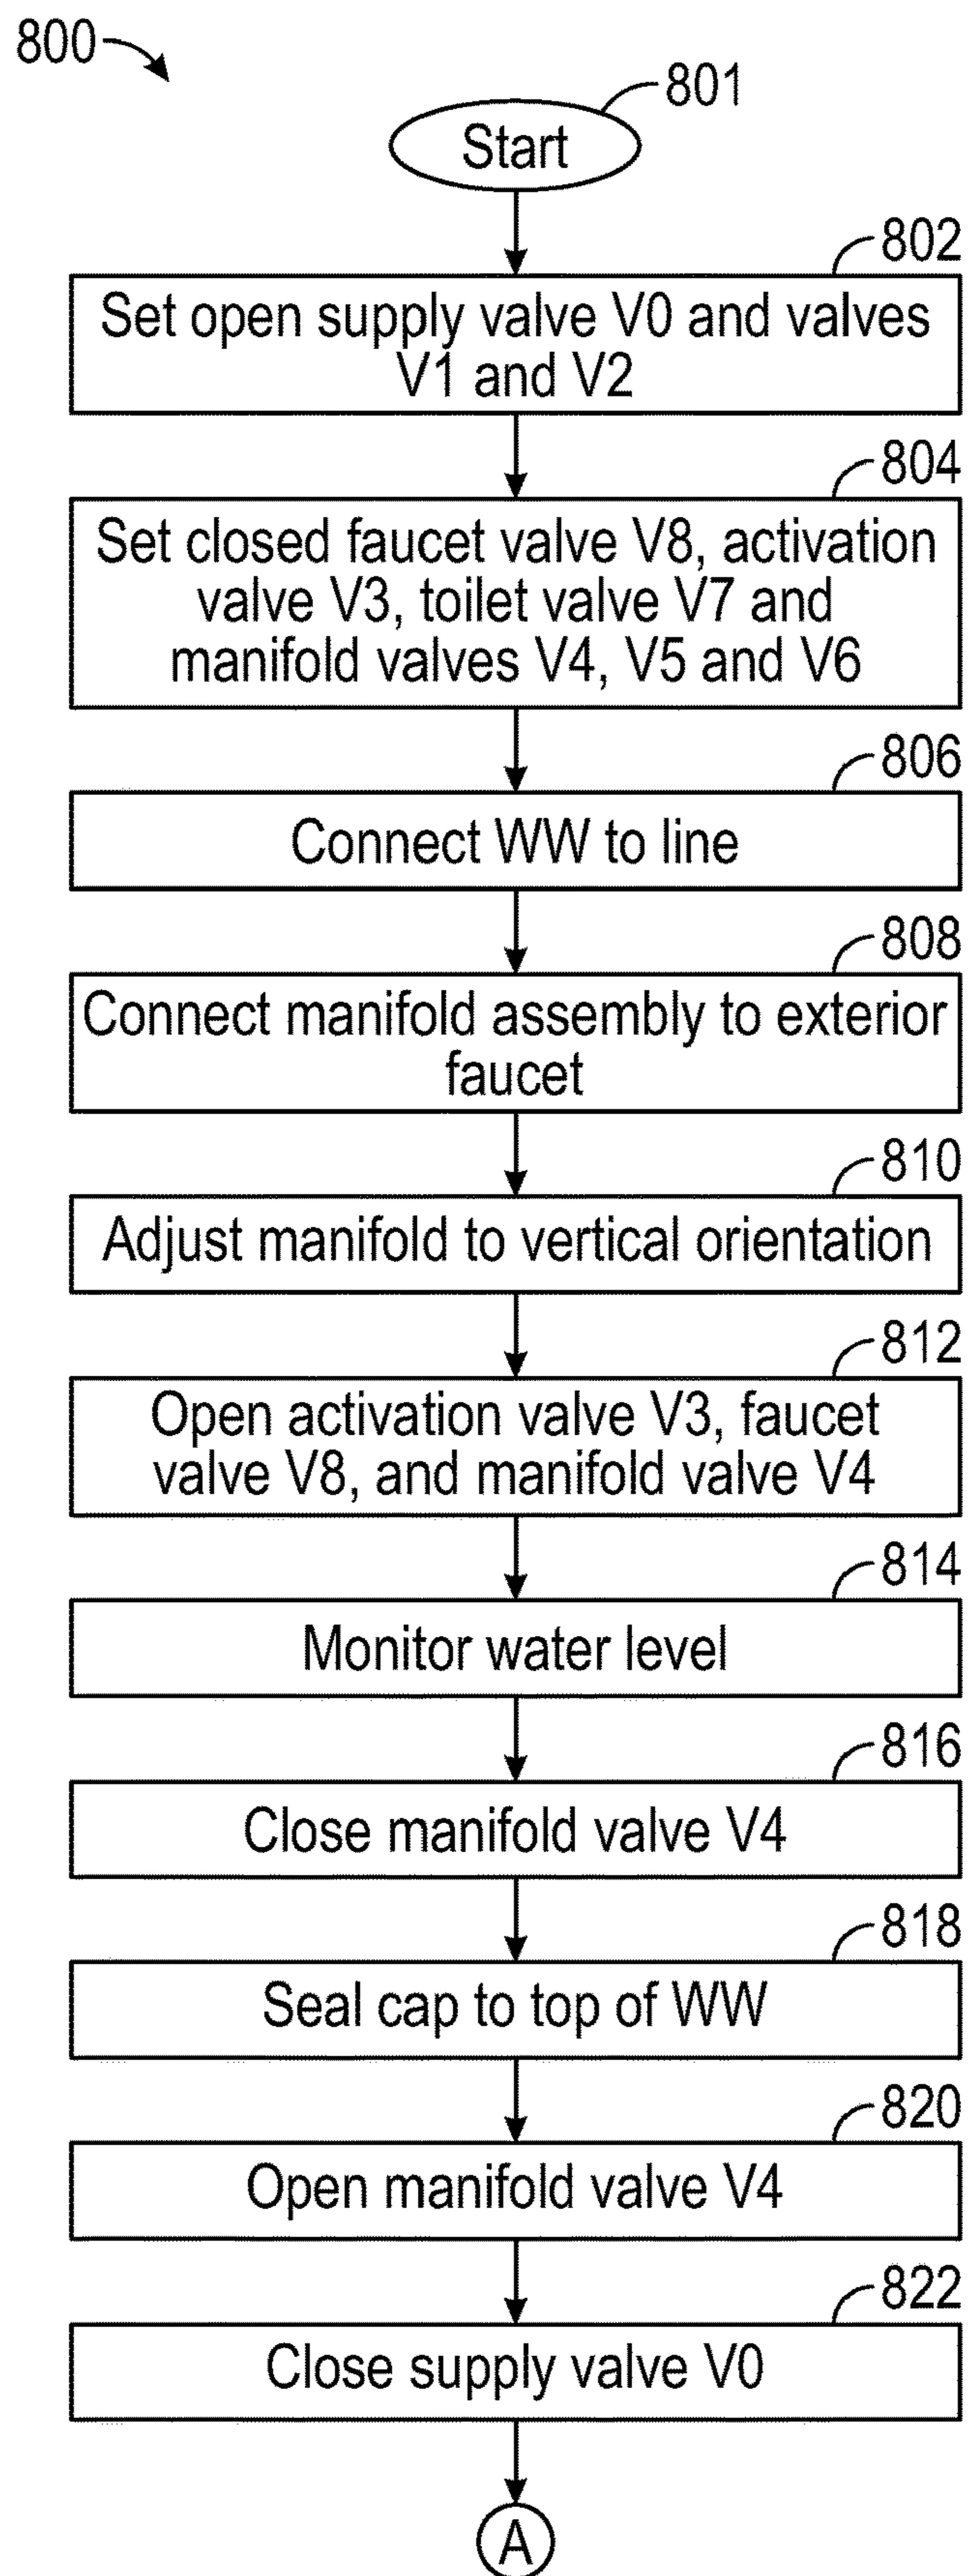 800
801
Start
802
Set open supply valve V0 and valves
V1 and V2
804
Set closed faucet valve V8, activation
valve V3, toilet valve V7 and
manifold valves V4, V5 and V6
806
Connect WW to line
808
Connect manifold assembly to exterior
faucet
810
Adjust manifold to vertical orientation
812
Open activation valve V3, faucet
valve V8, and manifold valve V4
814
Monitor water level
816
Close manifold valve V4
818
Seal cap to top of WW
820
Open manifold valve V4
822
Close supply valve V0
A